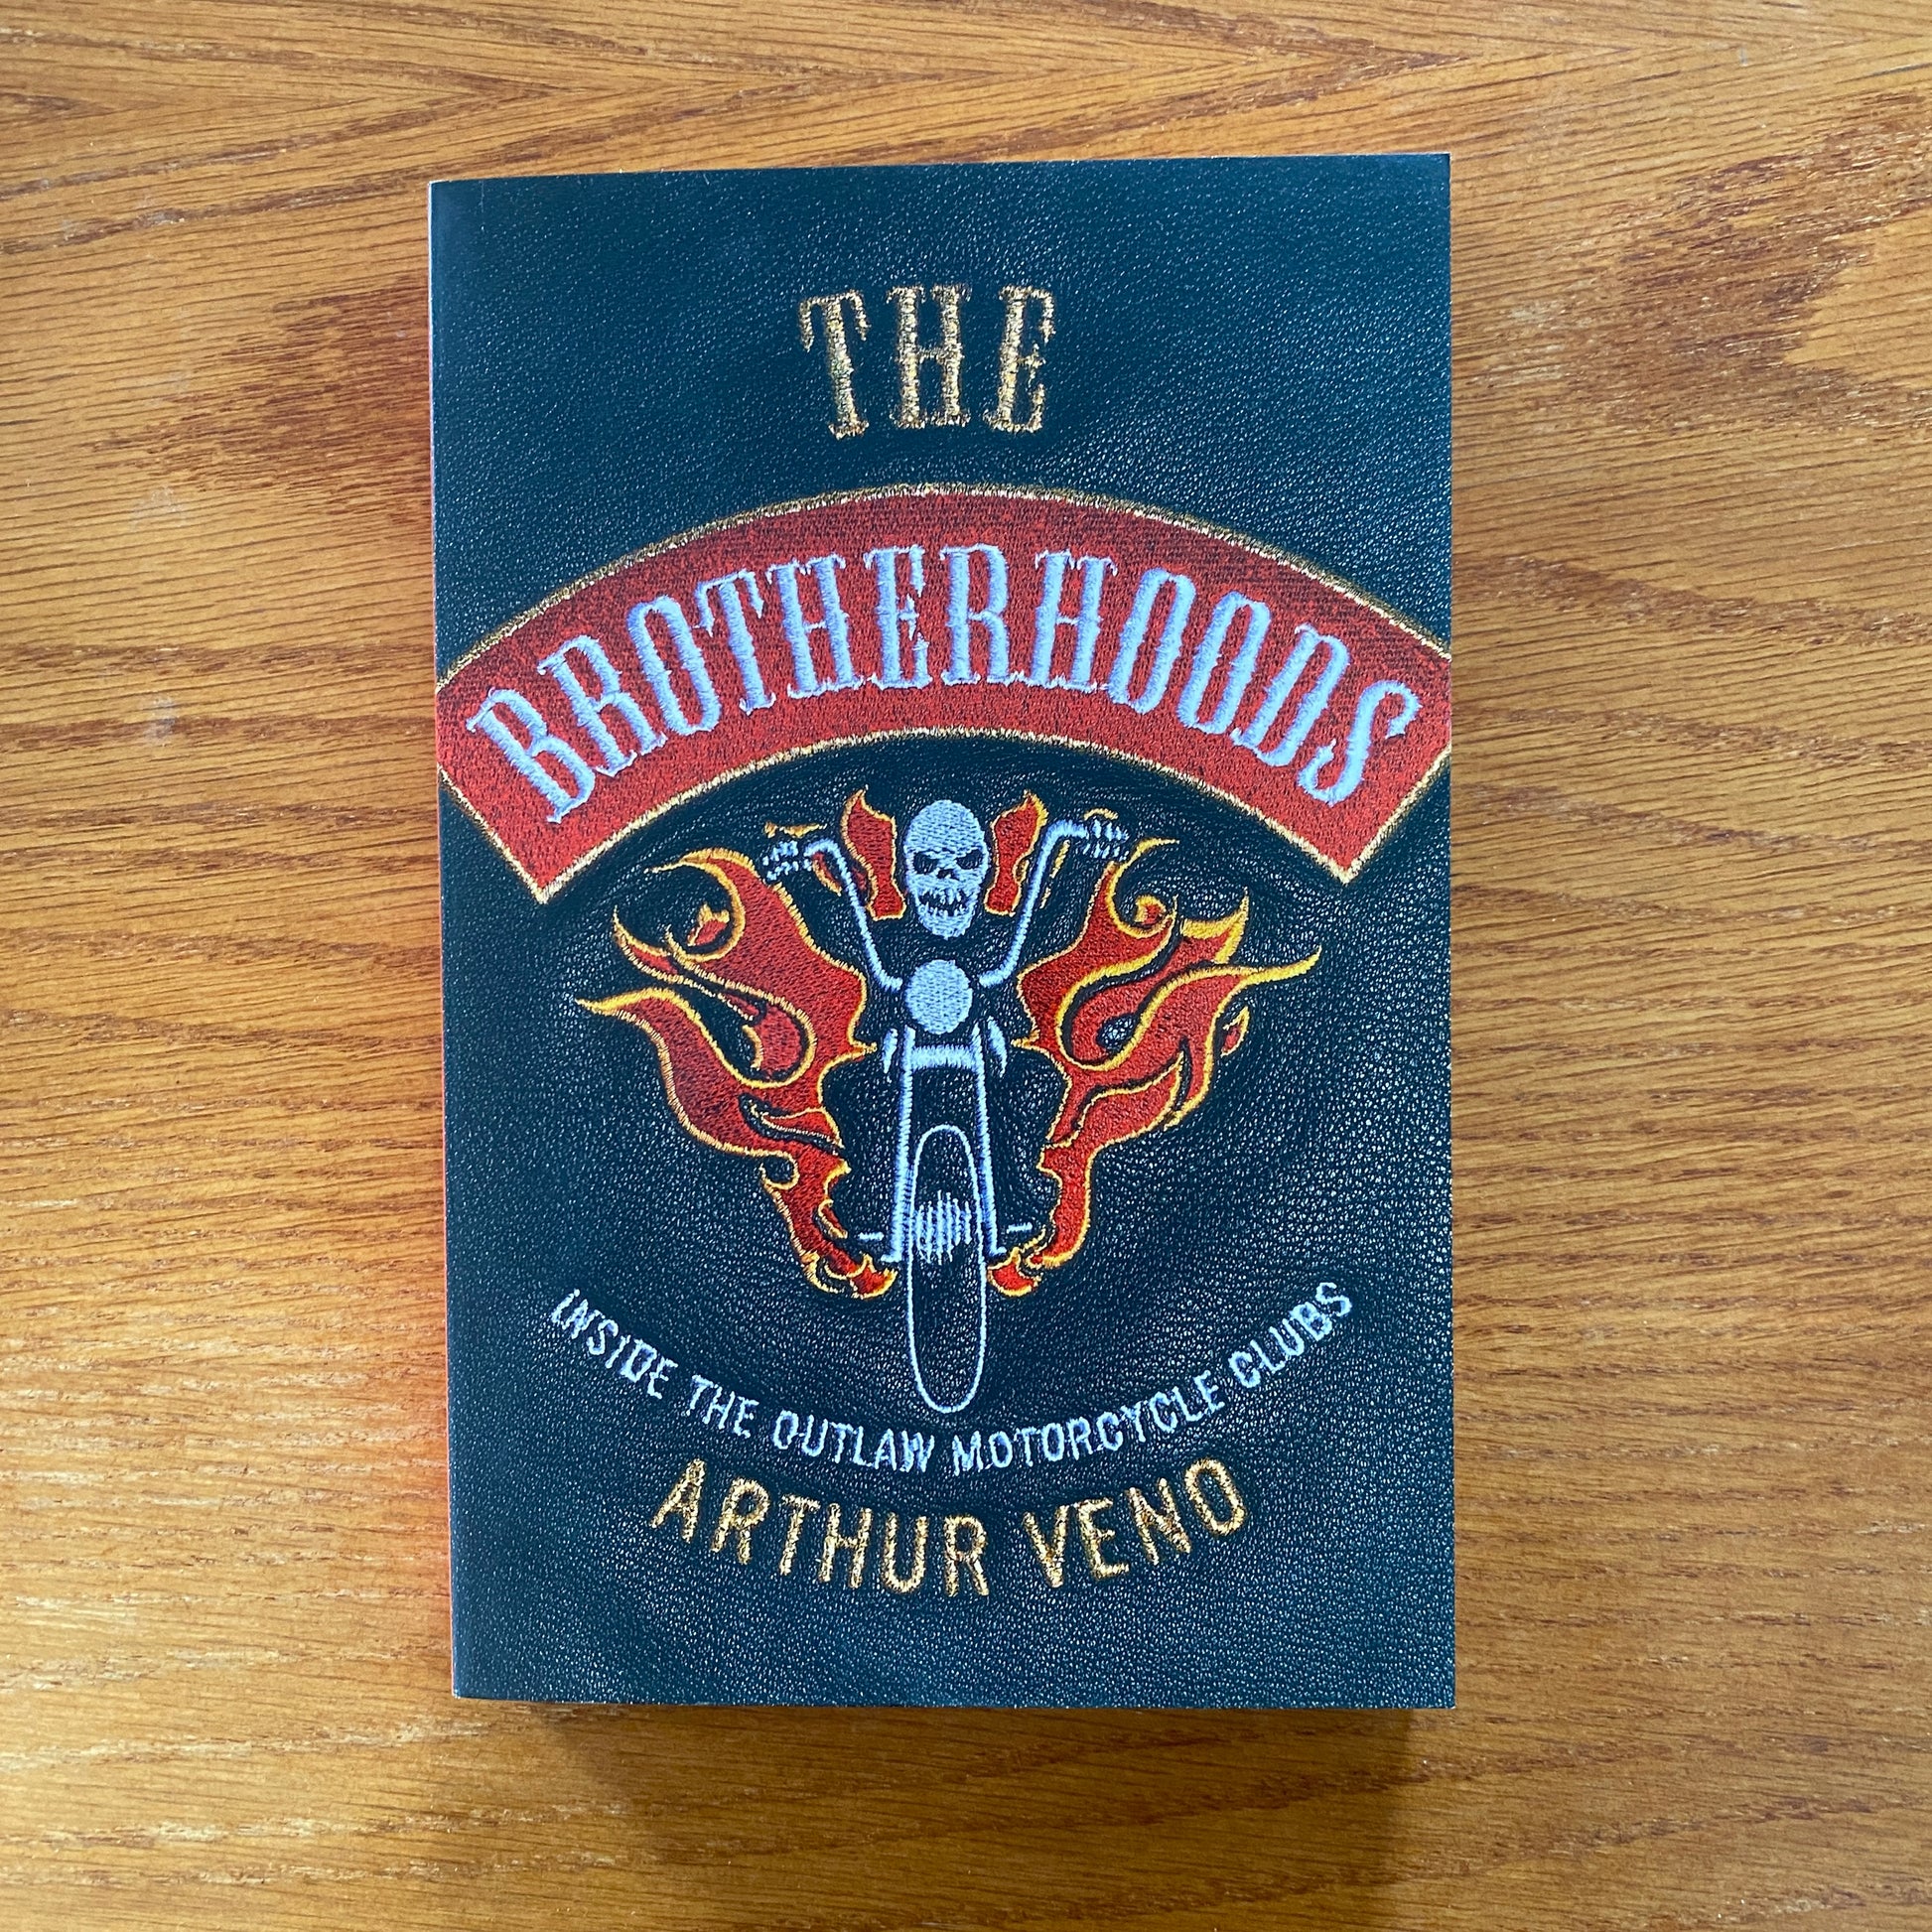 THE
BROTHERHOODS
INSIDE THE OUTLAW MOTORCYCLE CLUBS
ARTHUR VENO